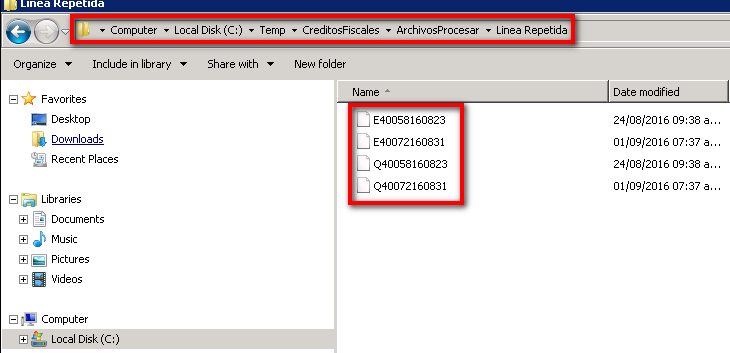 Linea Repetida
Computer Local Disk (C:) Temp CreditosFiscales ArchivosProcesar Linea Repetida
Organize Include in library Share with New folder
Favorites
Desktop
Downloads
Recent Places
Libraries
Documents
Music
Pictures
Videos
Computer
Local Disk (C:)
Name Date modified
E40058160823 24/08/2016 09:38 a...
E40072160831 01/09/2016 07:37 a...
Q40058160823 24/08/2016 09:38 a...
Q40072160831 01/09/2016 07:37 a...